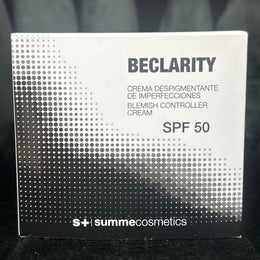 BECLARITY
CREMA DESPIGMENTANTE
DE IMPERFECCIONES
BLEMISH CONTROLLER
CREAM
SPF 50
s+ | summecosmetics